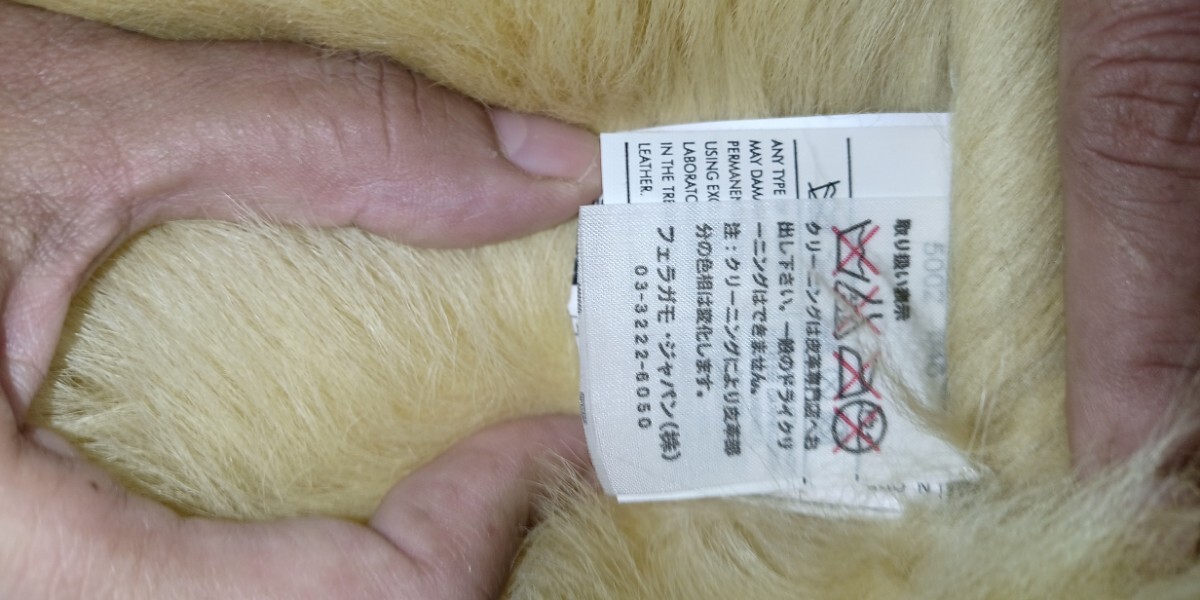 取り扱い表示
クリーニングは皮革専門店へお
出し下さい。一般のドライクリ
ーニングはできません。
注：クリーニングにより皮革部
分の色相は変化します。
フェラガモ・ジャパン(株)
03-3222-6050
ANY TYPE
MAY DAM
PERMANEN
USING EXC
LABORATO
IN THE TRE
LEATHER.
5002